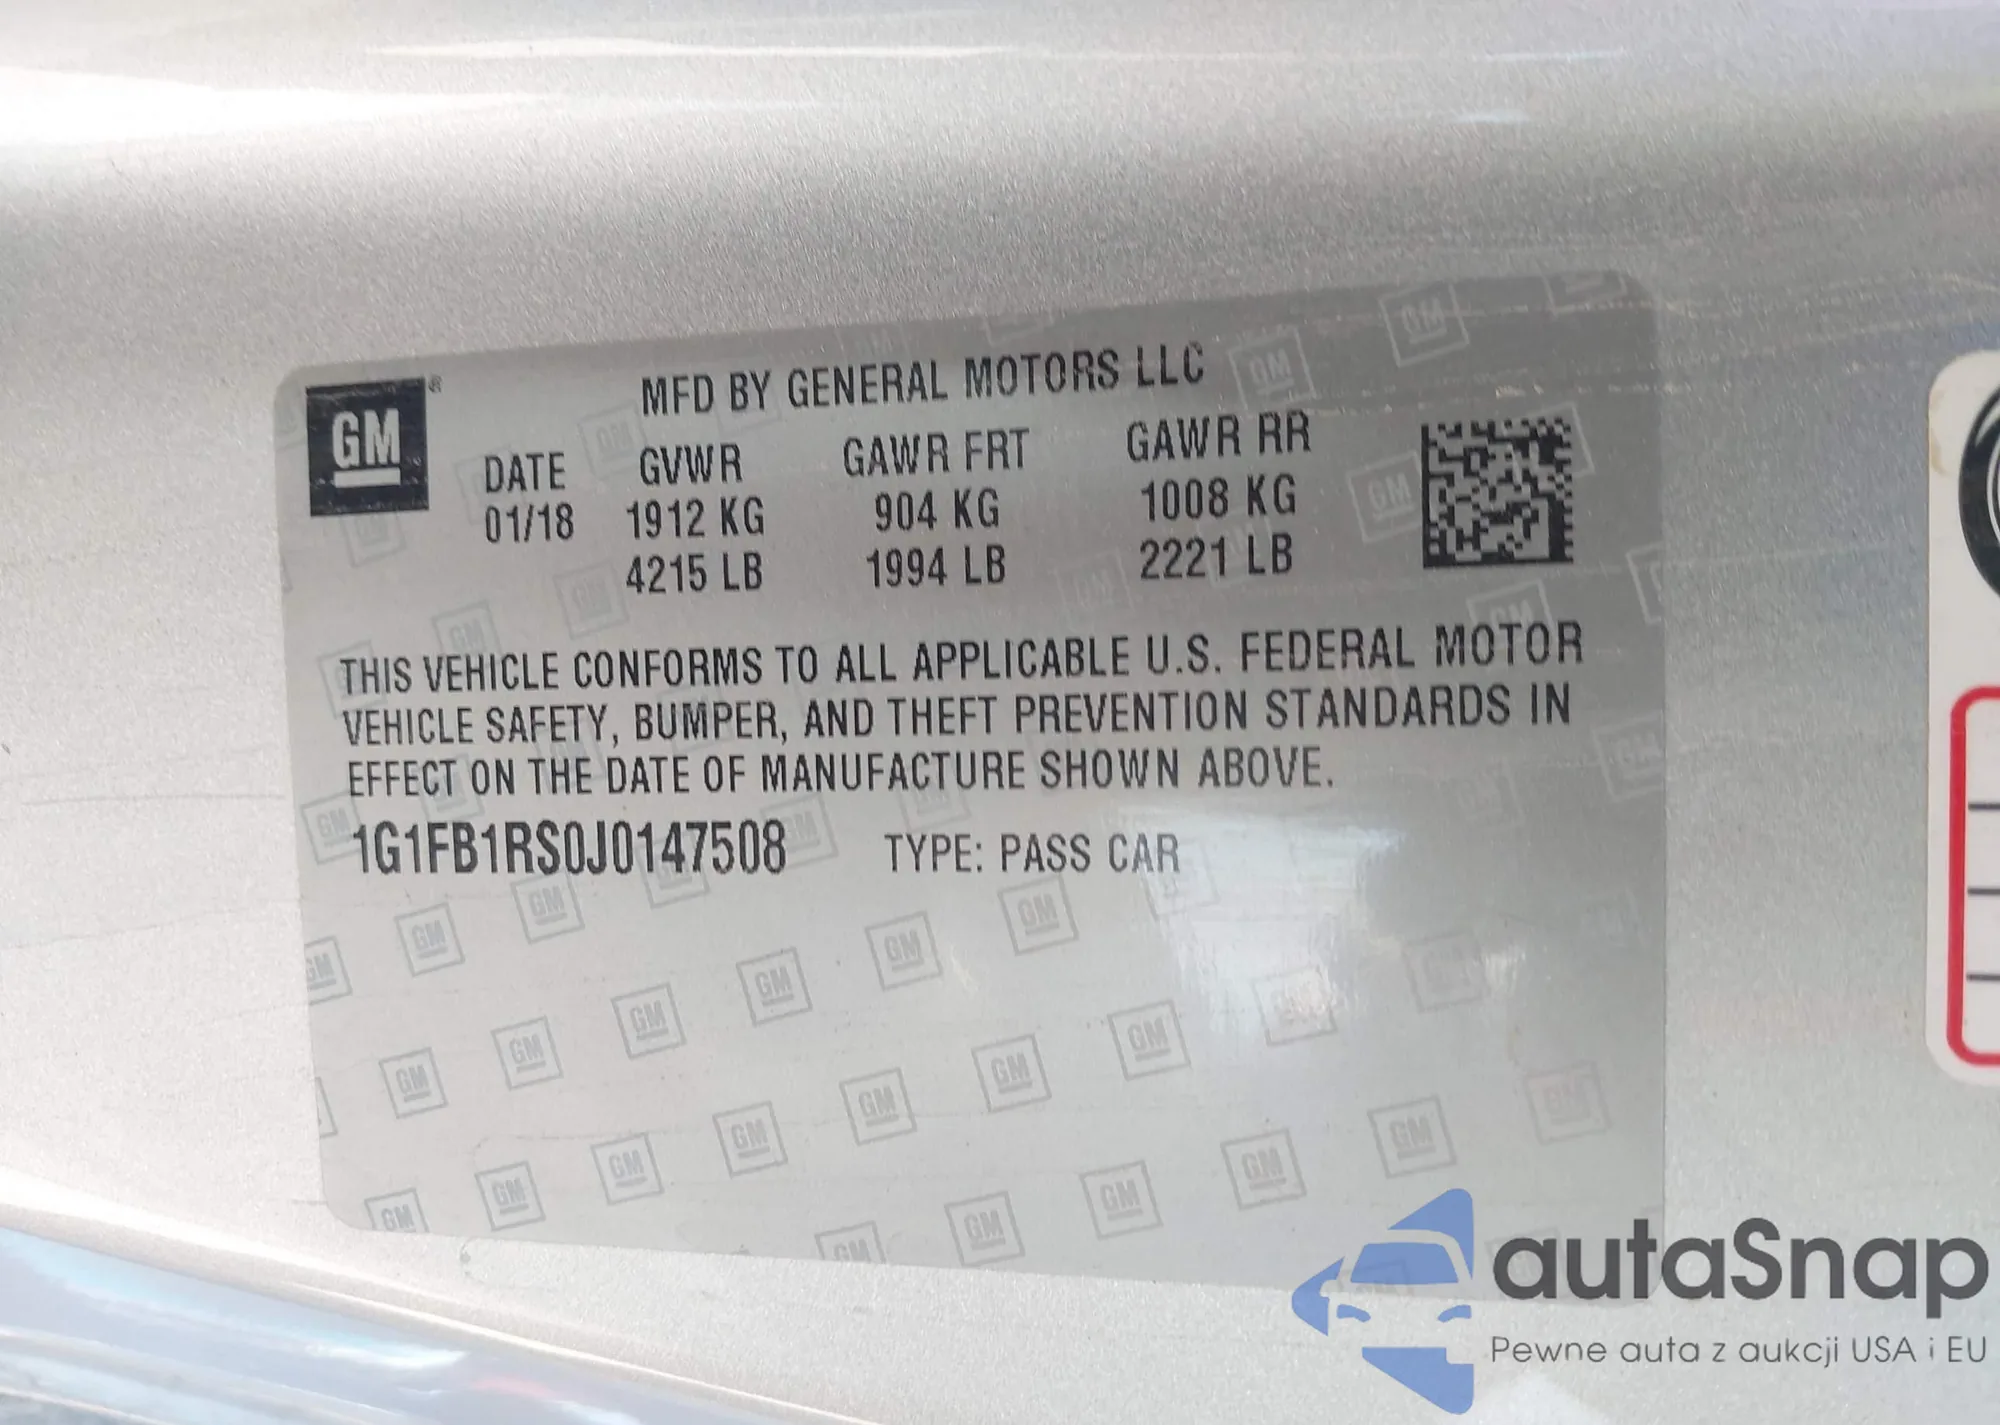 GM®
MFD BY GENERAL MOTORS LLC
DATE GVWR GAWR FRT GAWR RR
01/18 1912 KG 904 KG 1008 KG
4215 LB 1994 LB 2221 LB
THIS VEHICLE CONFORMS TO ALL APPLICABLE U.S. FEDERAL MOTOR
VEHICLE SAFETY, BUMPER, AND THEFT PREVENTION STANDARDS IN
EFFECT ON THE DATE OF MANUFACTURE SHOWN ABOVE.
1G1FB1RS0J0147508 TYPE: PASS CAR
autaSnap
Pewne auta z aukcji USA i EU